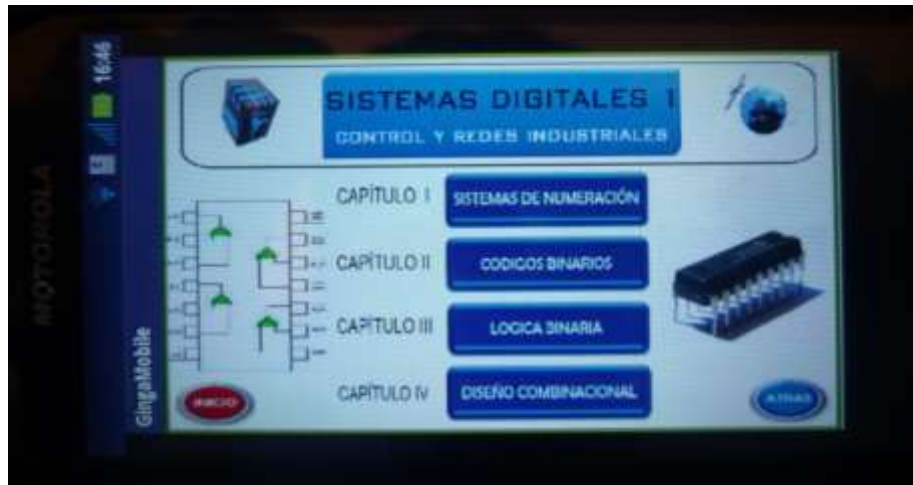 16:46
MOTOROLA
GingaMobile
SISTEMAS DIGITALES 1
CONTROL Y REDES INDUSTRIALES
CAPÍTULO I SISTEMAS DE NUMERACIÓN
CAPÍTULO II CODIGOS BINARIOS
CAPÍTULO III LOGICA BINARIA
CAPÍTULO IV DISEÑO COMBINACIONAL
INICIO
ATRAS